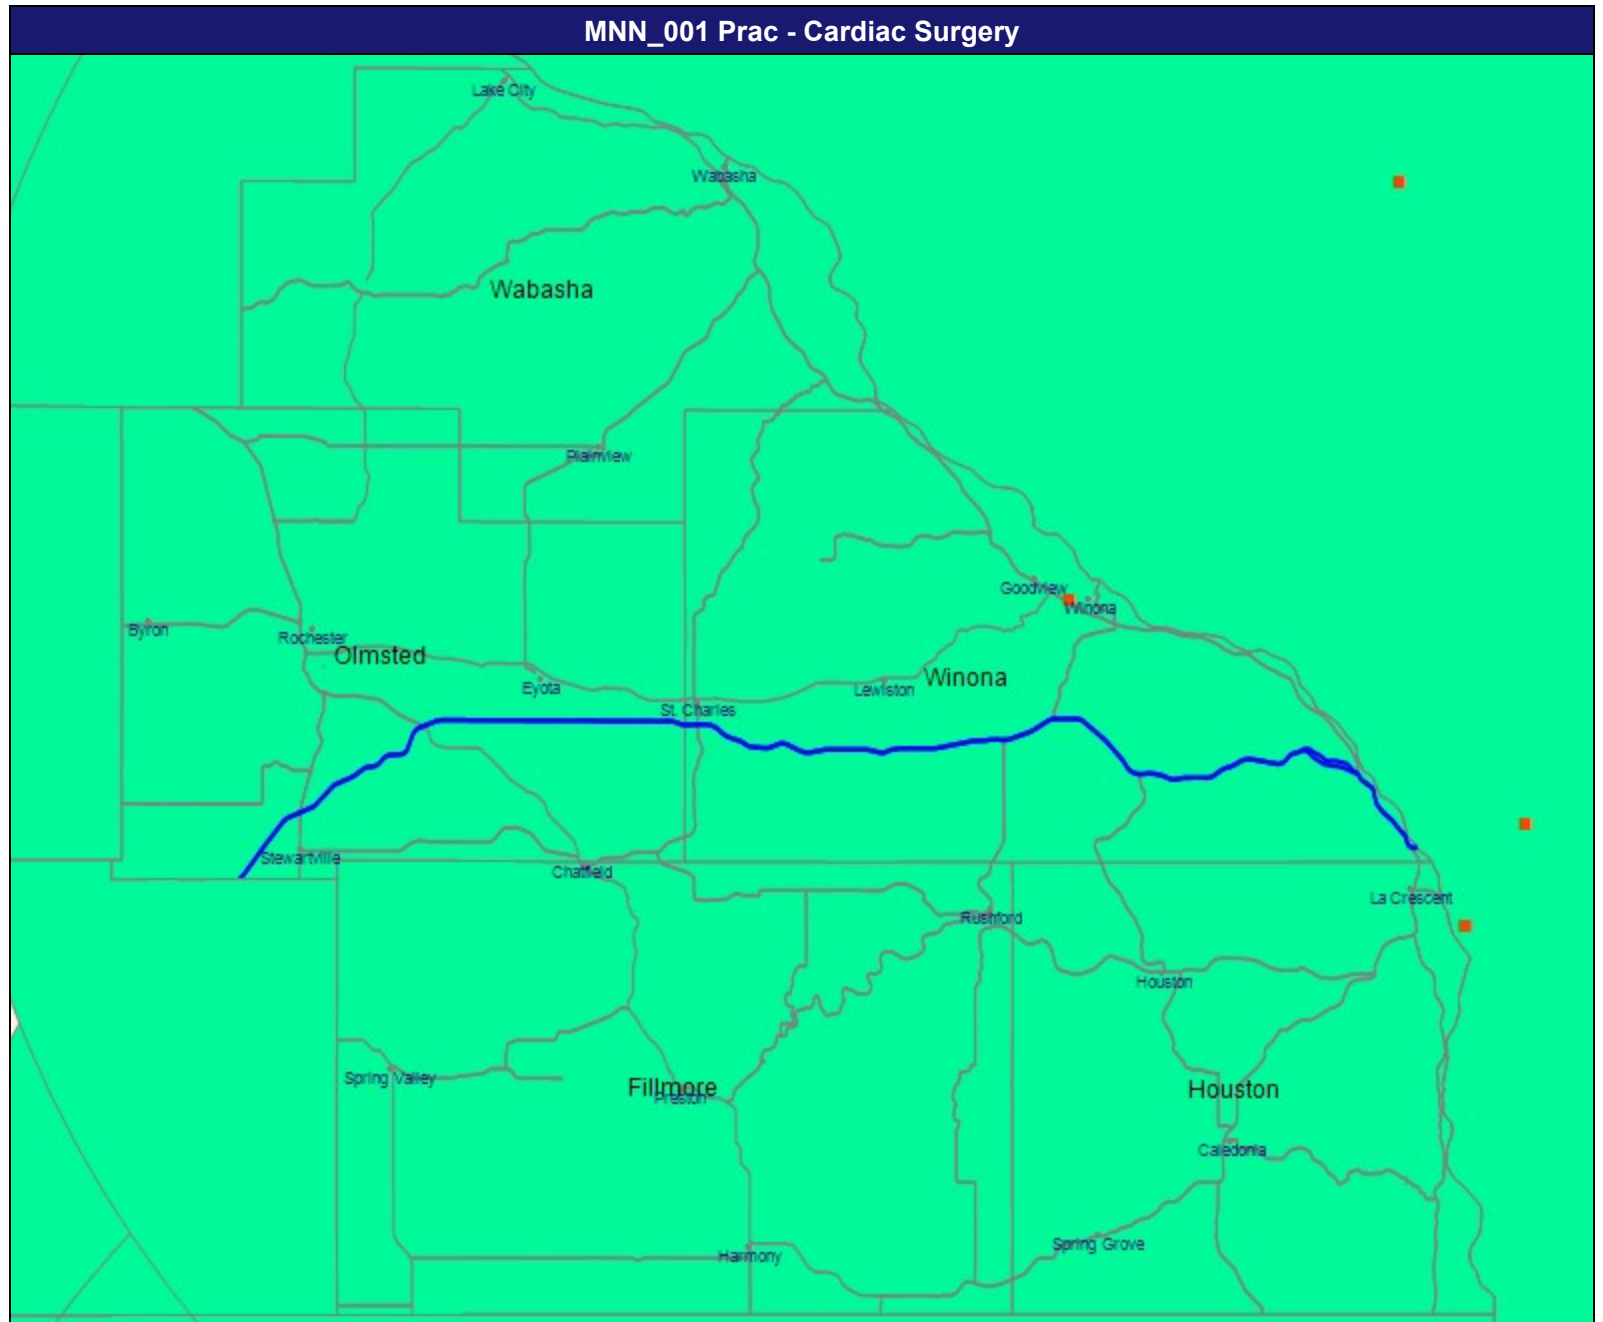 MNN_001 Prac - Cardiac Surgery
Lake City
Wabasha
Wabasha
Plainview
Goodview
Winona
Byron
Rochester
Olmsted
Eyota
Lewiston
Winona
St. Charles
Stewartville
Chatfield
La Crescent
Rushford
Houston
Spring Valley
Fillmore
Preston
Houston
Caledonia
Spring Grove
Harmony